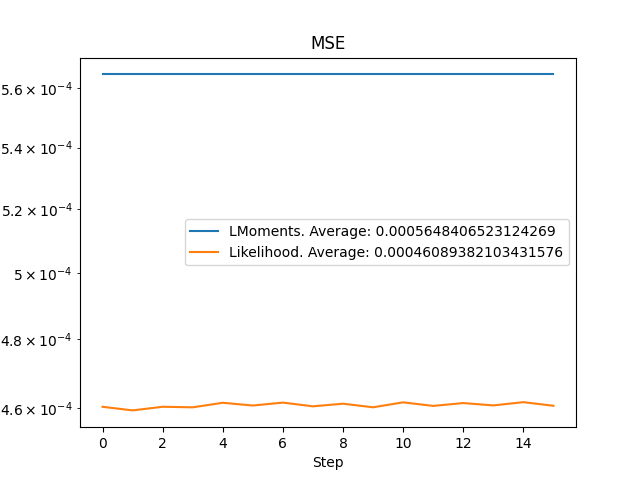 MSE
5.6 × 10⁻⁴
5.4 × 10⁻⁴
5.2 × 10⁻⁴
5 × 10⁻⁴
4.8 × 10⁻⁴
4.6 × 10⁻⁴
LMoments. Average: 0.0005648406523124269
Likelihood. Average: 0.00046089382103431576
0 2 4 6 8 10 12 14
Step